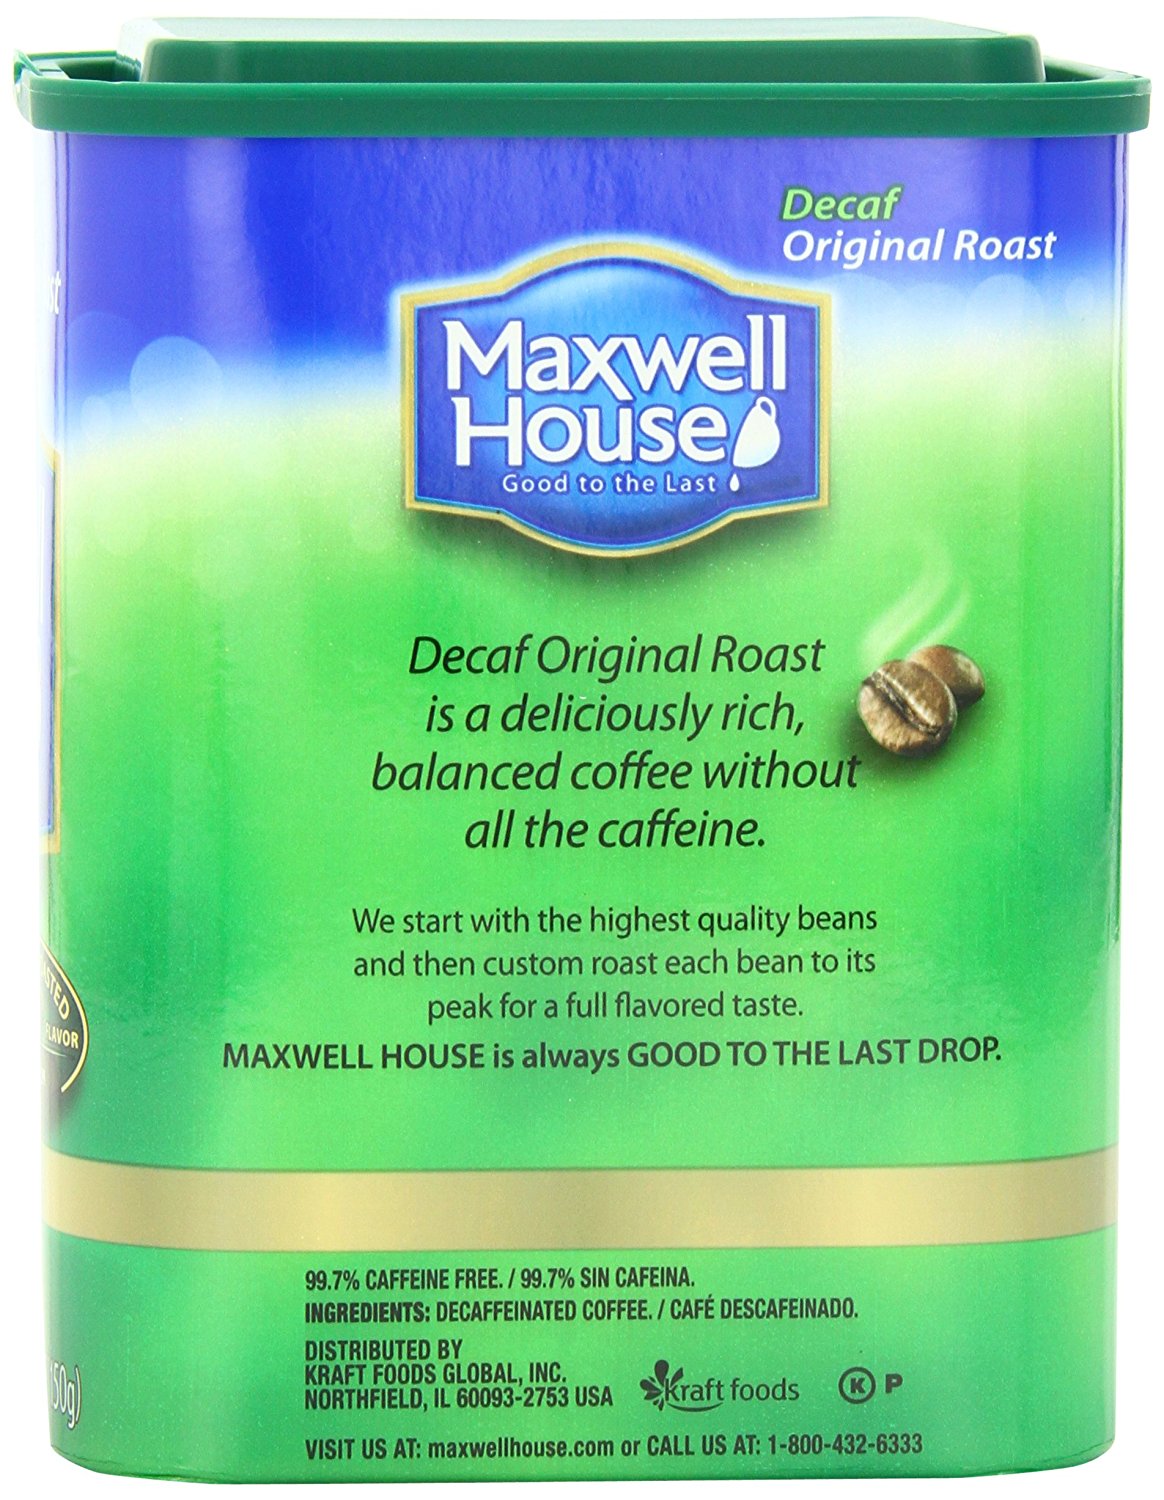 Decaf
Original Roast
Maxwell
House
Good to the Last
Decaf Original Roast
is a deliciously rich,
balanced coffee without
all the caffeine.
We start with the highest quality beans
and then custom roast each bean to its
peak for a full flavored taste.
MAXWELL HOUSE is always GOOD TO THE LAST DROP.
FLAVOR
99.7% CAFFEINE FREE. / 99.7% SIN CAFEINA.
INGREDIENTS: DECAFFEINATED COFFEE. / CAFÉ DESCAFEINADO.
DISTRIBUTED BY
KRAFT FOODS GLOBAL, INC.
NORTHFIELD, IL 60093-2753 USA
kraft foods
K P
VISIT US AT: maxwellhouse.com or CALL US AT: 1-800-432-6333